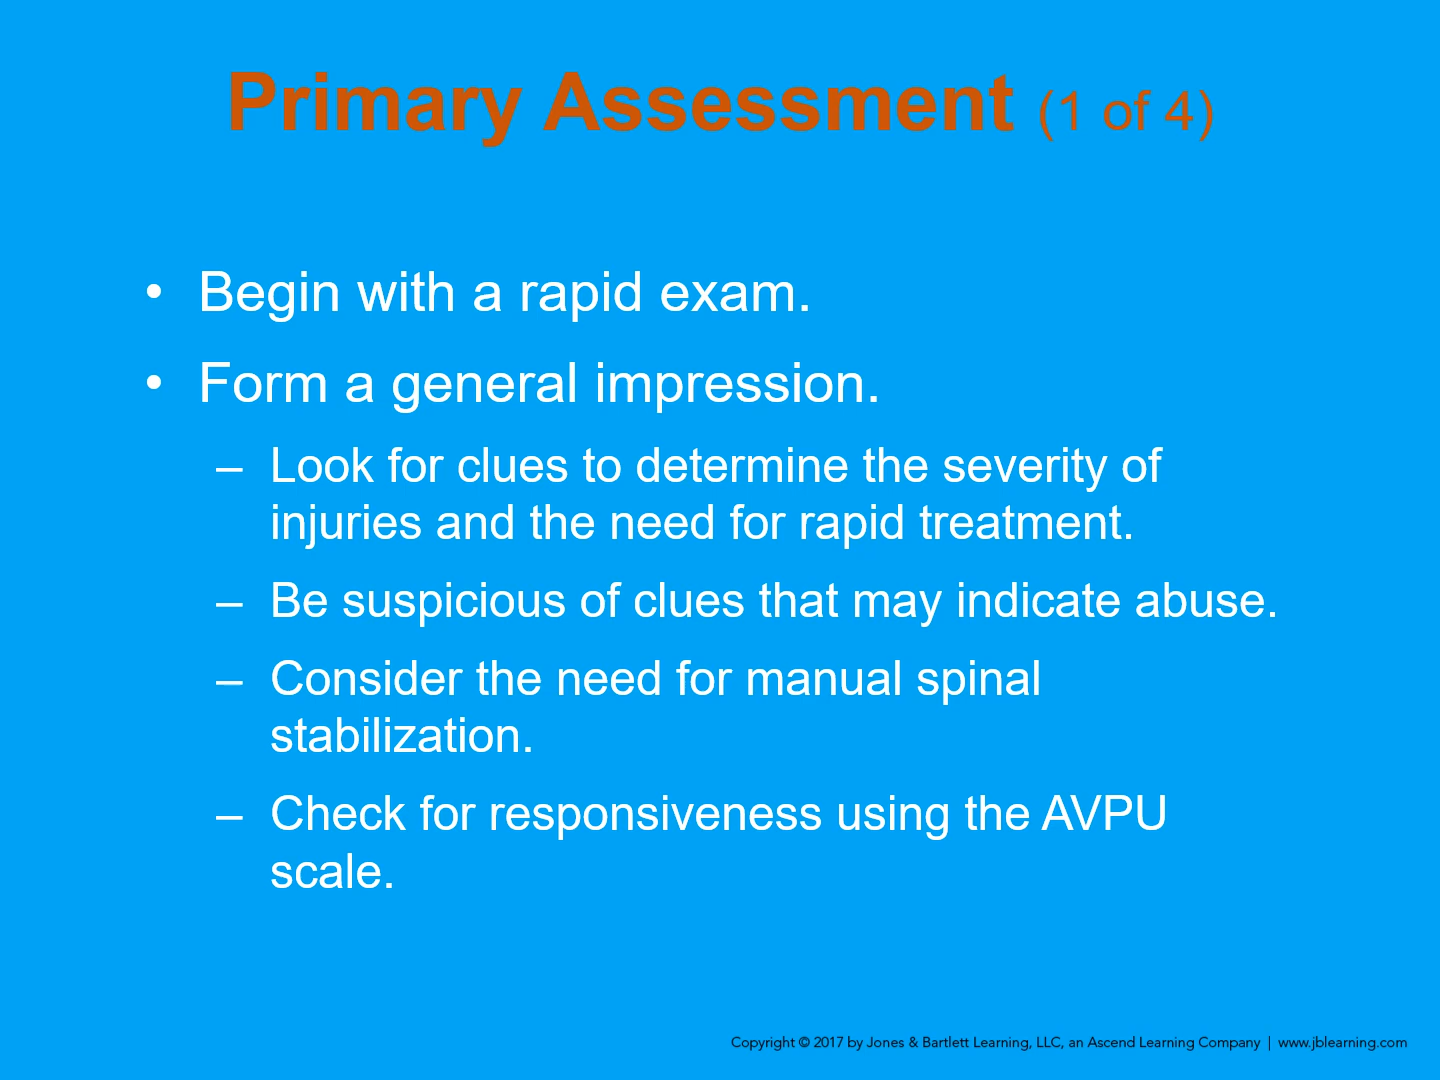 Primary Assessment (1 of 4)
• Begin with a rapid exam.
• Form a general impression.
– Look for clues to determine the severity of
injuries and the need for rapid treatment.
– Be suspicious of clues that may indicate abuse.
– Consider the need for manual spinal
stabilization.
– Check for responsiveness using the AVPU
scale.
Copyright © 2017 by Jones & Bartlett Learning, LLC, an Ascend Learning Company | www.jblearning.com